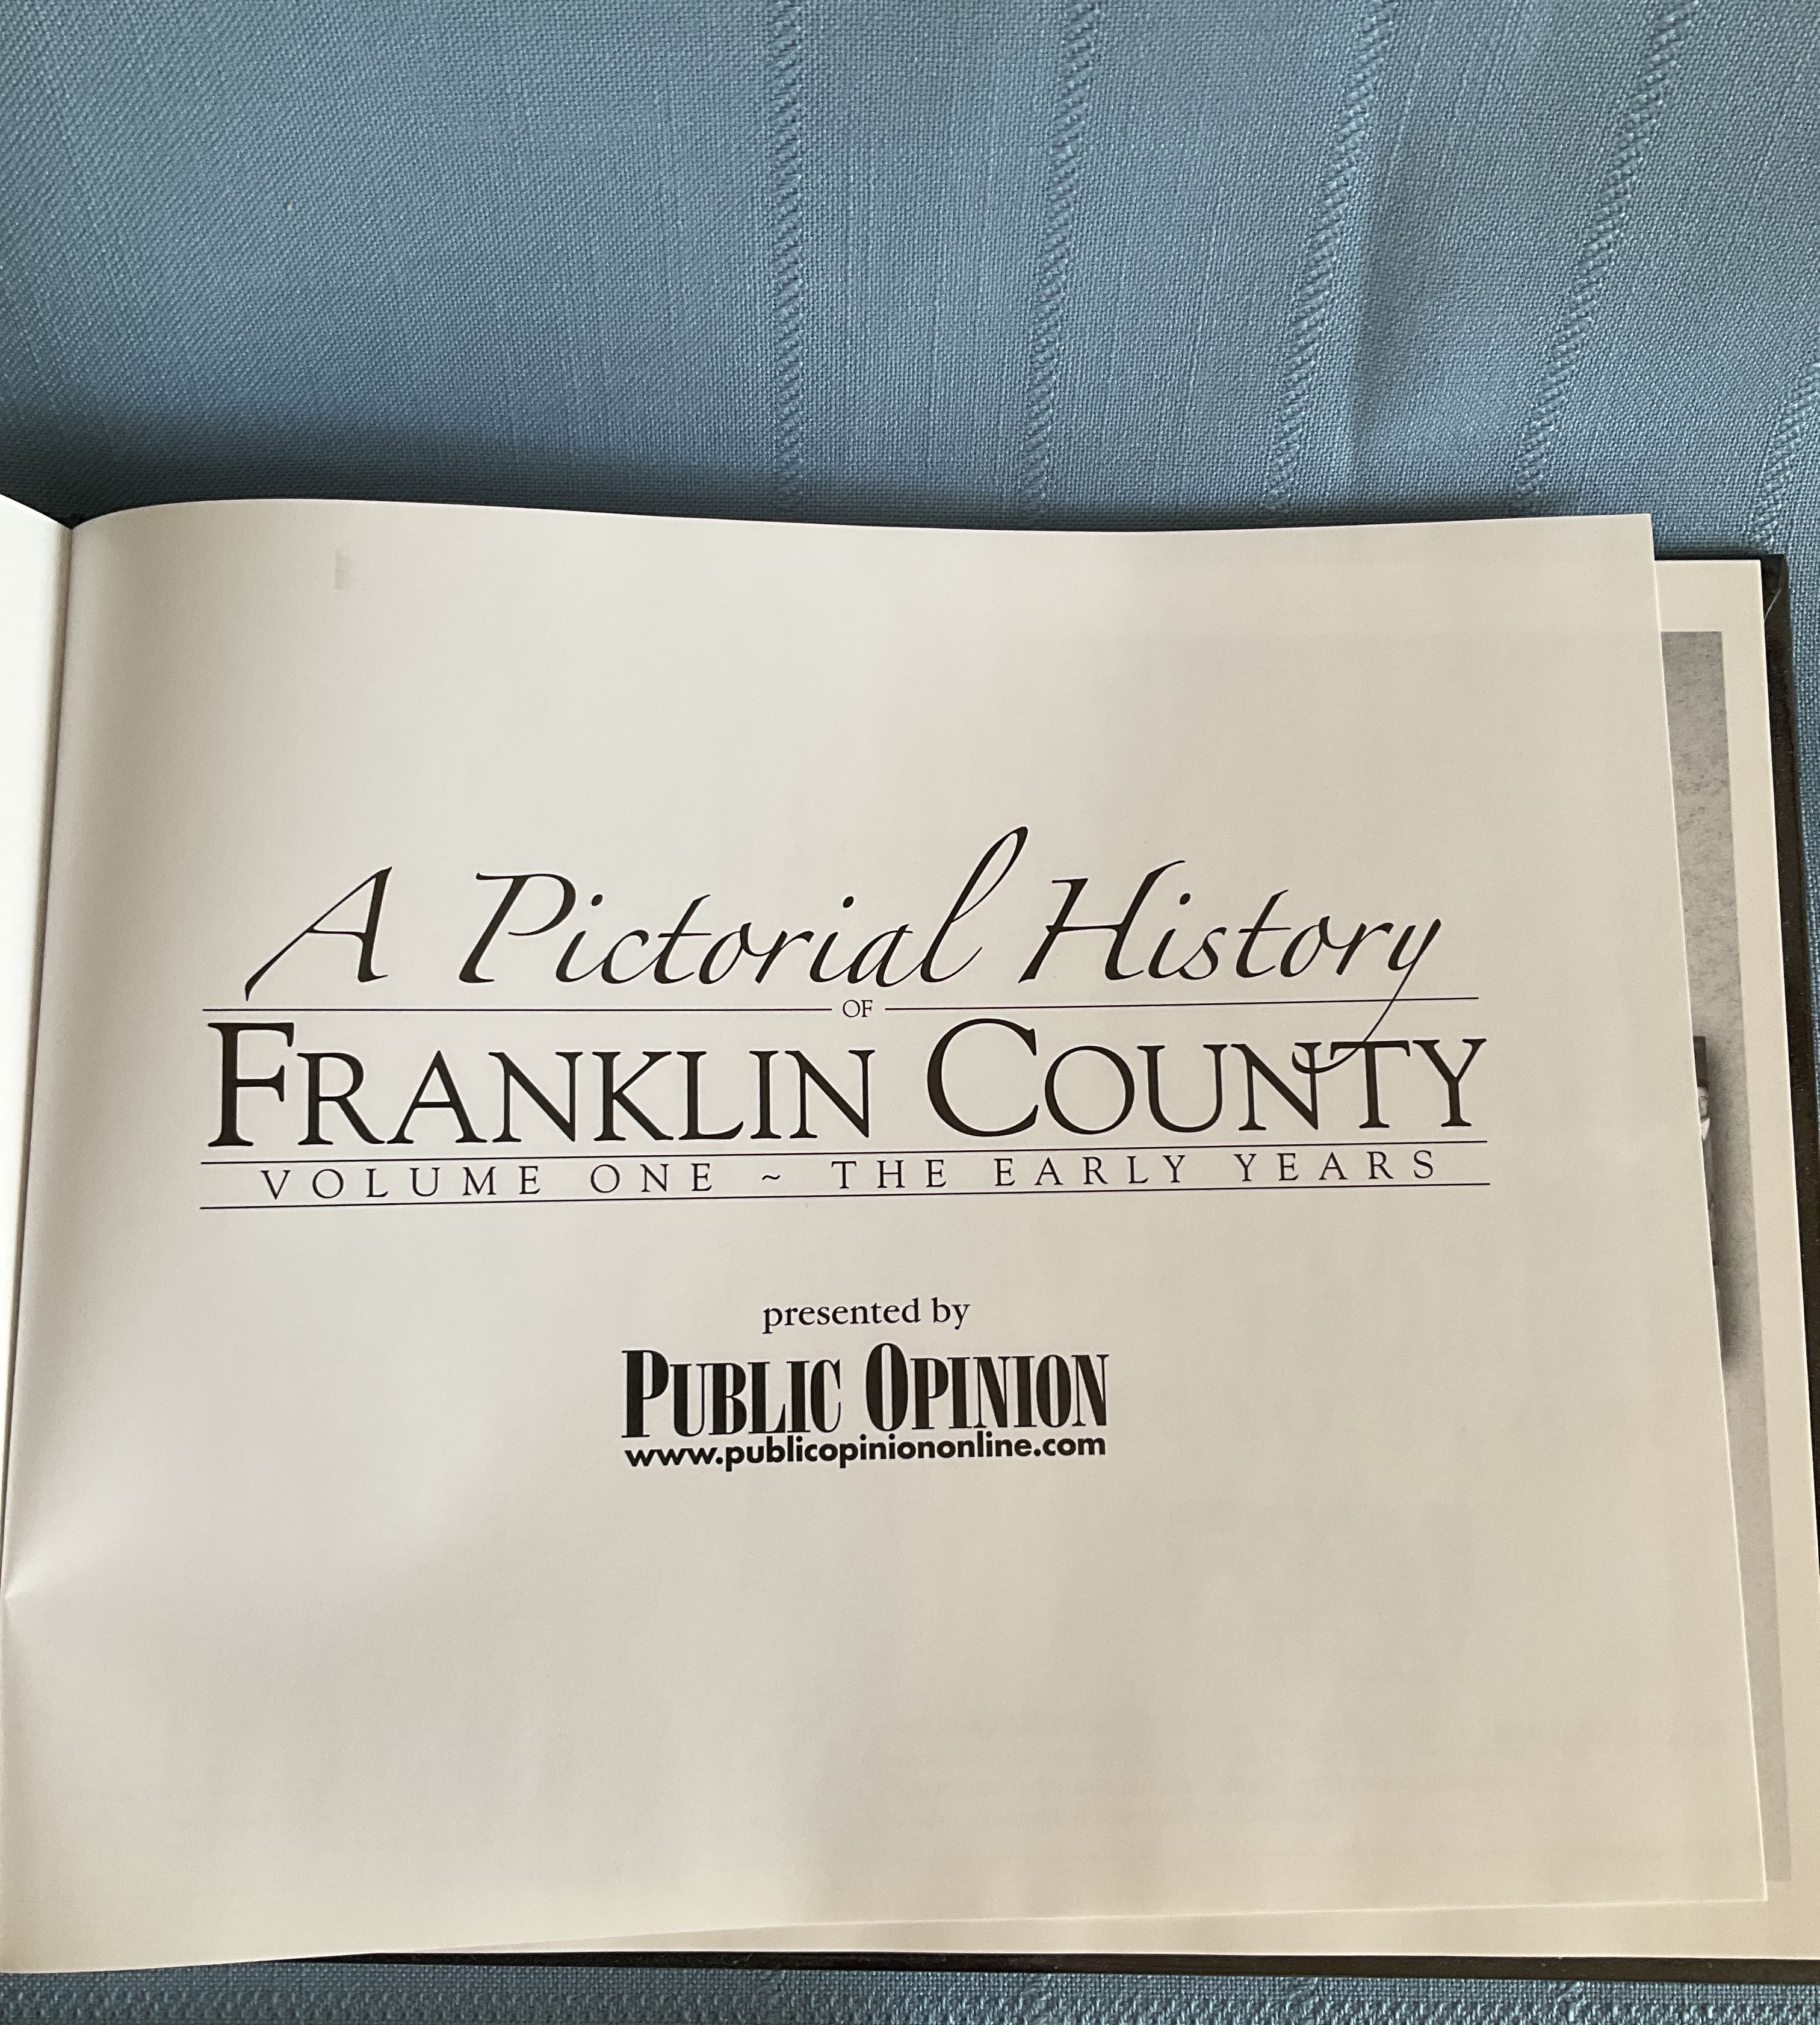 A Pictorial History
OF
FRANKLIN COUNTY
VOLUME ONE ~ THE EARLY YEARS
presented by
PUBLIC OPINION
www.publicopiniononline.com